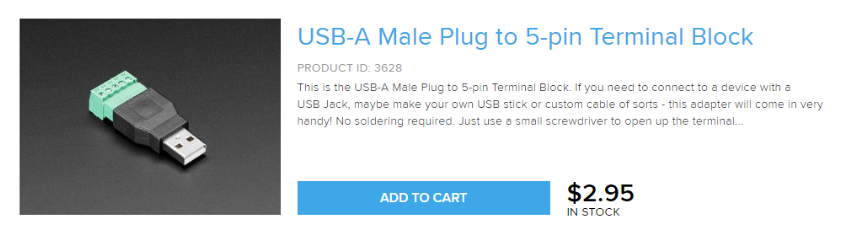 USB-A Male Plug to 5-pin Terminal Block
PRODUCT ID: 3628
This is the USB-A Male Plug to 5-pin Terminal Block. If you need to connect to a device with a
USB Jack, maybe make your own USB stick or custom cable of sorts - this adapter will come in very
handy! No soldering required. Just use a small screwdriver to open up the terminal...
ADD TO CART
$2.95
IN STOCK